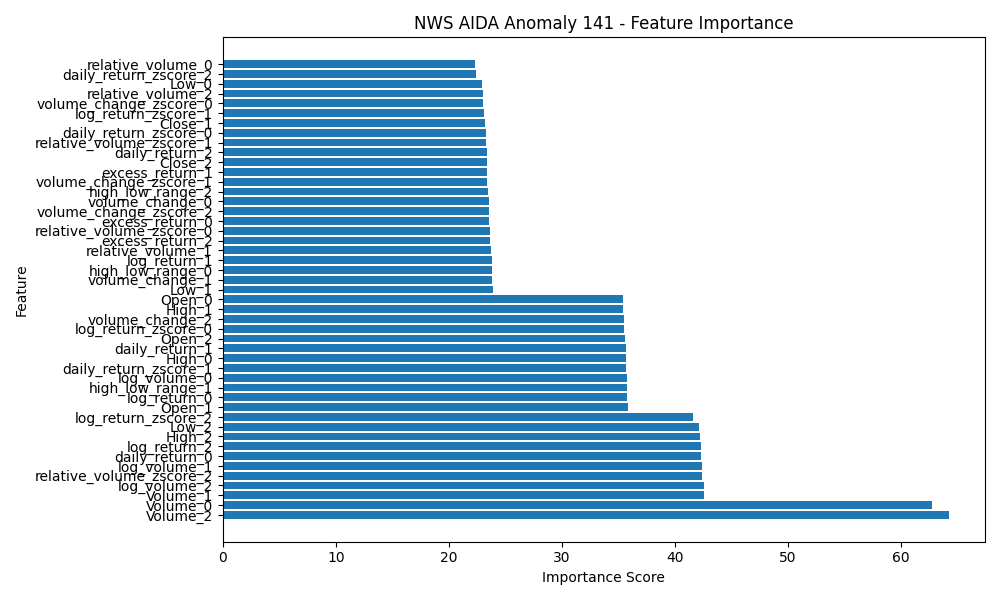 NWS AIDA Anomaly 141 - Feature Importance
relative_volume_0
daily_return_zscore_2
Low_0
relative_volume_2
volume_change_zscore_0
log_return_zscore_1
Close_1
daily_return_zscore_0
relative_volume_zscore_1
daily_return_2
Close_2
excess_return_1
volume_change_zscore_1
high_low_range_2
volume_change_0
volume_change_zscore_2
excess_return_0
relative_volume_zscore_0
excess_return_2
relative_volume_1
log_return_1
high_low_range_0
volume_change_1
Low_1
Open_0
High_1
volume_change_2
log_return_zscore_0
Open_2
daily_return_1
High_0
daily_return_zscore_1
log_volume_0
high_low_range_1
log_return_0
Open_1
log_return_zscore_2
Low_2
High_2
log_return_2
daily_return_0
log_volume_1
relative_volume_zscore_2
log_volume_2
Volume_1
Volume_0
Volume_2
Feature
0 10 20 30 40 50 60
Importance Score